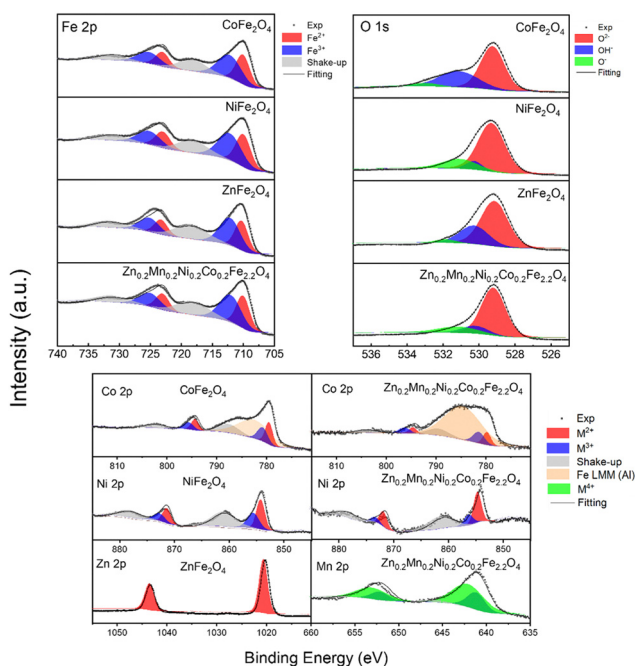 Fe 2p
CoFe₂O₄
Exp
Fe²⁺
Fe³⁺
Shake-up
Fitting
NiFe₂O₄
ZnFe₂O₄
Zn₀.₂Mn₀.₂Ni₀.₂Co₀.₂Fe₂.₂O₄
740 735 730 725 720 715 710 705
O 1s
CoFe₂O₄
Exp
O²⁻
OH⁻
O⁻
Fitting
NiFe₂O₄
ZnFe₂O₄
Zn₀.₂Mn₀.₂Ni₀.₂Co₀.₂Fe₂.₂O₄
536 534 532 530 528 526
Intensity (a.u.)
Co 2p CoFe₂O₄
810 800 790 780
Co 2p Zn₀.₂Mn₀.₂Ni₀.₂Co₀.₂Fe₂.₂O₄
810 800 790 780
Ni 2p NiFe₂O₄
880 870 860 850
Ni 2p Zn₀.₂Mn₀.₂Ni₀.₂Co₀.₂Fe₂.₂O₄
880 870 860 850
Zn 2p ZnFe₂O₄
1050 1040 1030 1020
Mn 2p Zn₀.₂Mn₀.₂Ni₀.₂Co₀.₂Fe₂.₂O₄
660 655 650 645 640 635
Exp
M²⁺
M³⁺
Shake-up
Fe LMM (Al)
M⁴⁺
Fitting
Binding Energy (eV)